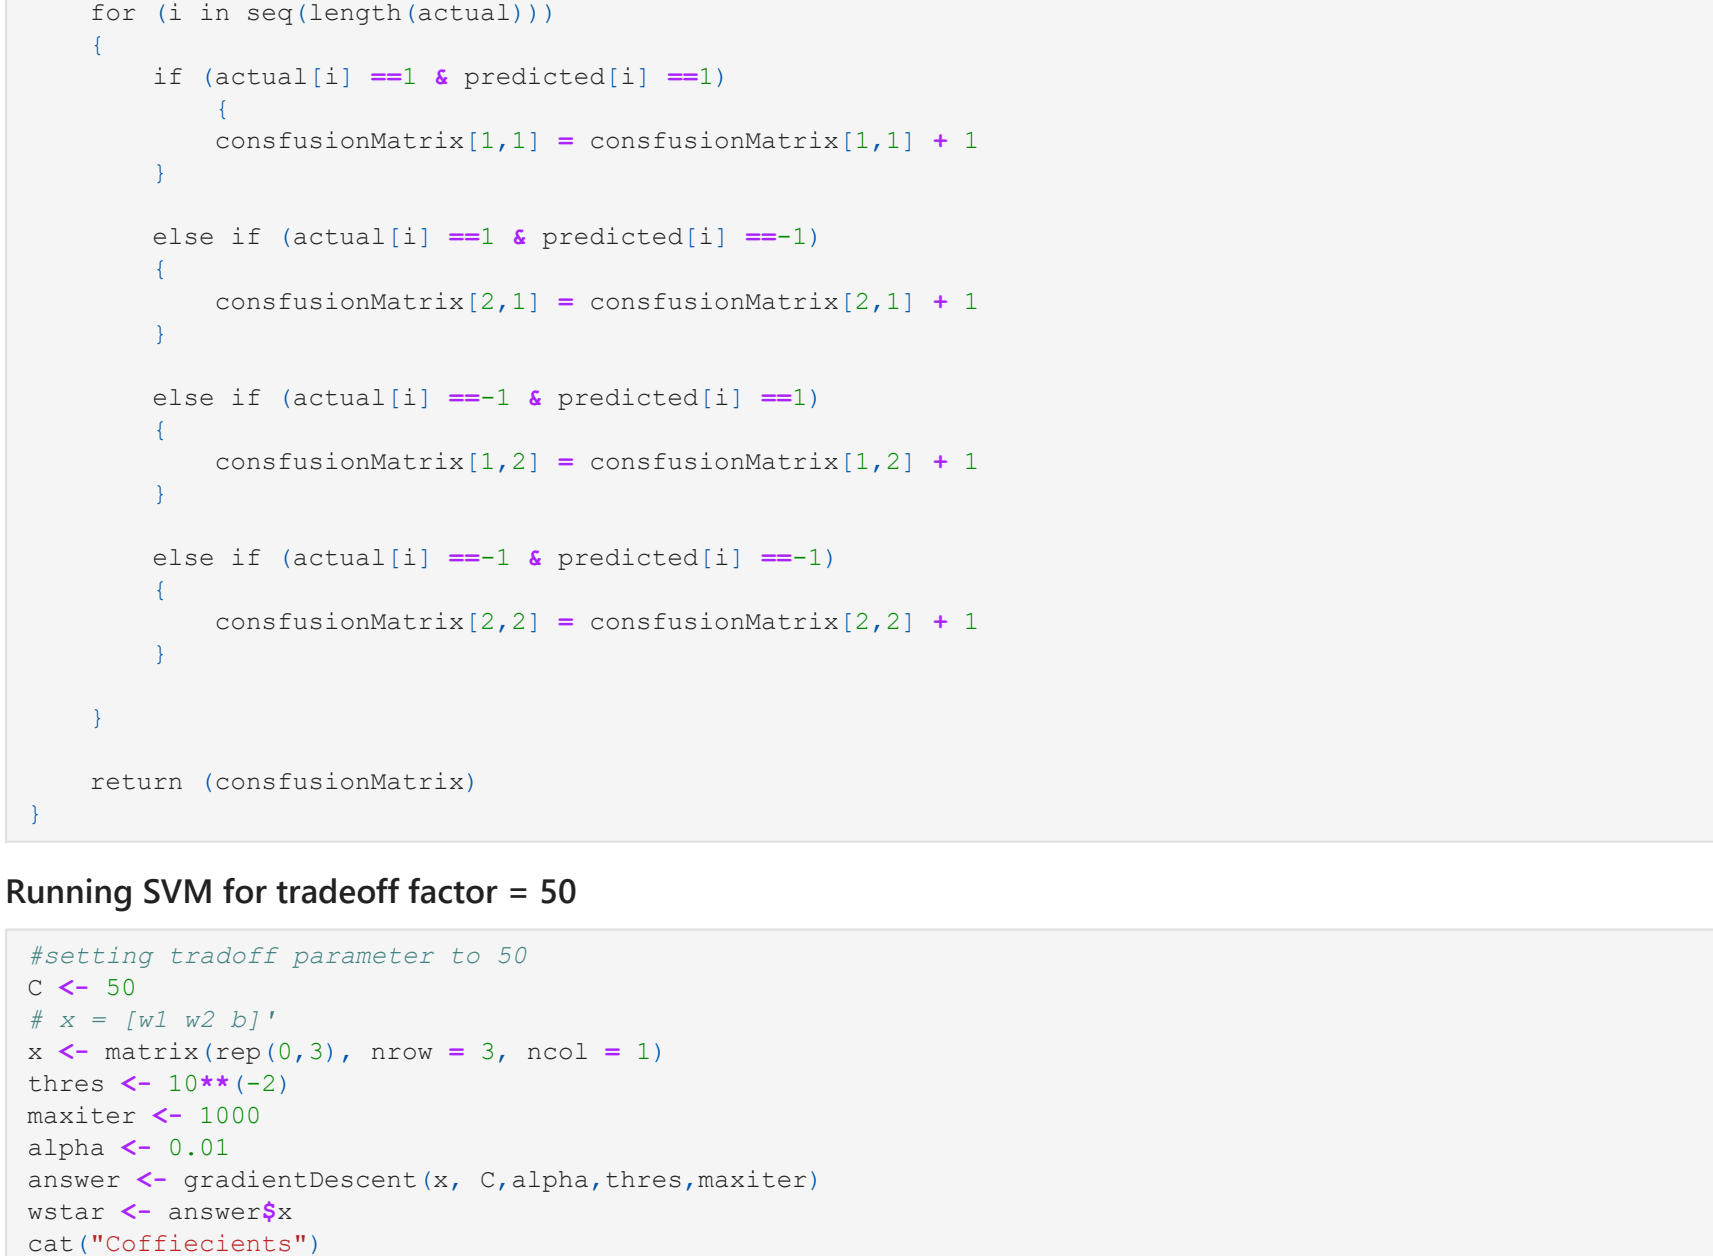 for (i in seq(length(actual)))
{
if (actual[i] ==1 & predicted[i] ==1)
{
consfusionMatrix[1,1] = consfusionMatrix[1,1] + 1
}
else if (actual[i] ==1 & predicted[i] ==-1)
{
consfusionMatrix[2,1] = consfusionMatrix[2,1] + 1
}
else if (actual[i] ==-1 & predicted[i] ==1)
{
consfusionMatrix[1,2] = consfusionMatrix[1,2] + 1
}
else if (actual[i] ==-1 & predicted[i] ==-1)
{
consfusionMatrix[2,2] = consfusionMatrix[2,2] + 1
}
}
return (consfusionMatrix)
}
Running SVM for tradeoff factor = 50
#setting tradoff parameter to 50
C <- 50
# x = [w1 w2 b]'
x <- matrix(rep(0,3), nrow = 3, ncol = 1)
thres <- 10**(-2)
maxiter <- 1000
alpha <- 0.01
answer <- gradientDescent(x, C,alpha,thres,maxiter)
wstar <- answer$x
cat("Coffiecients")